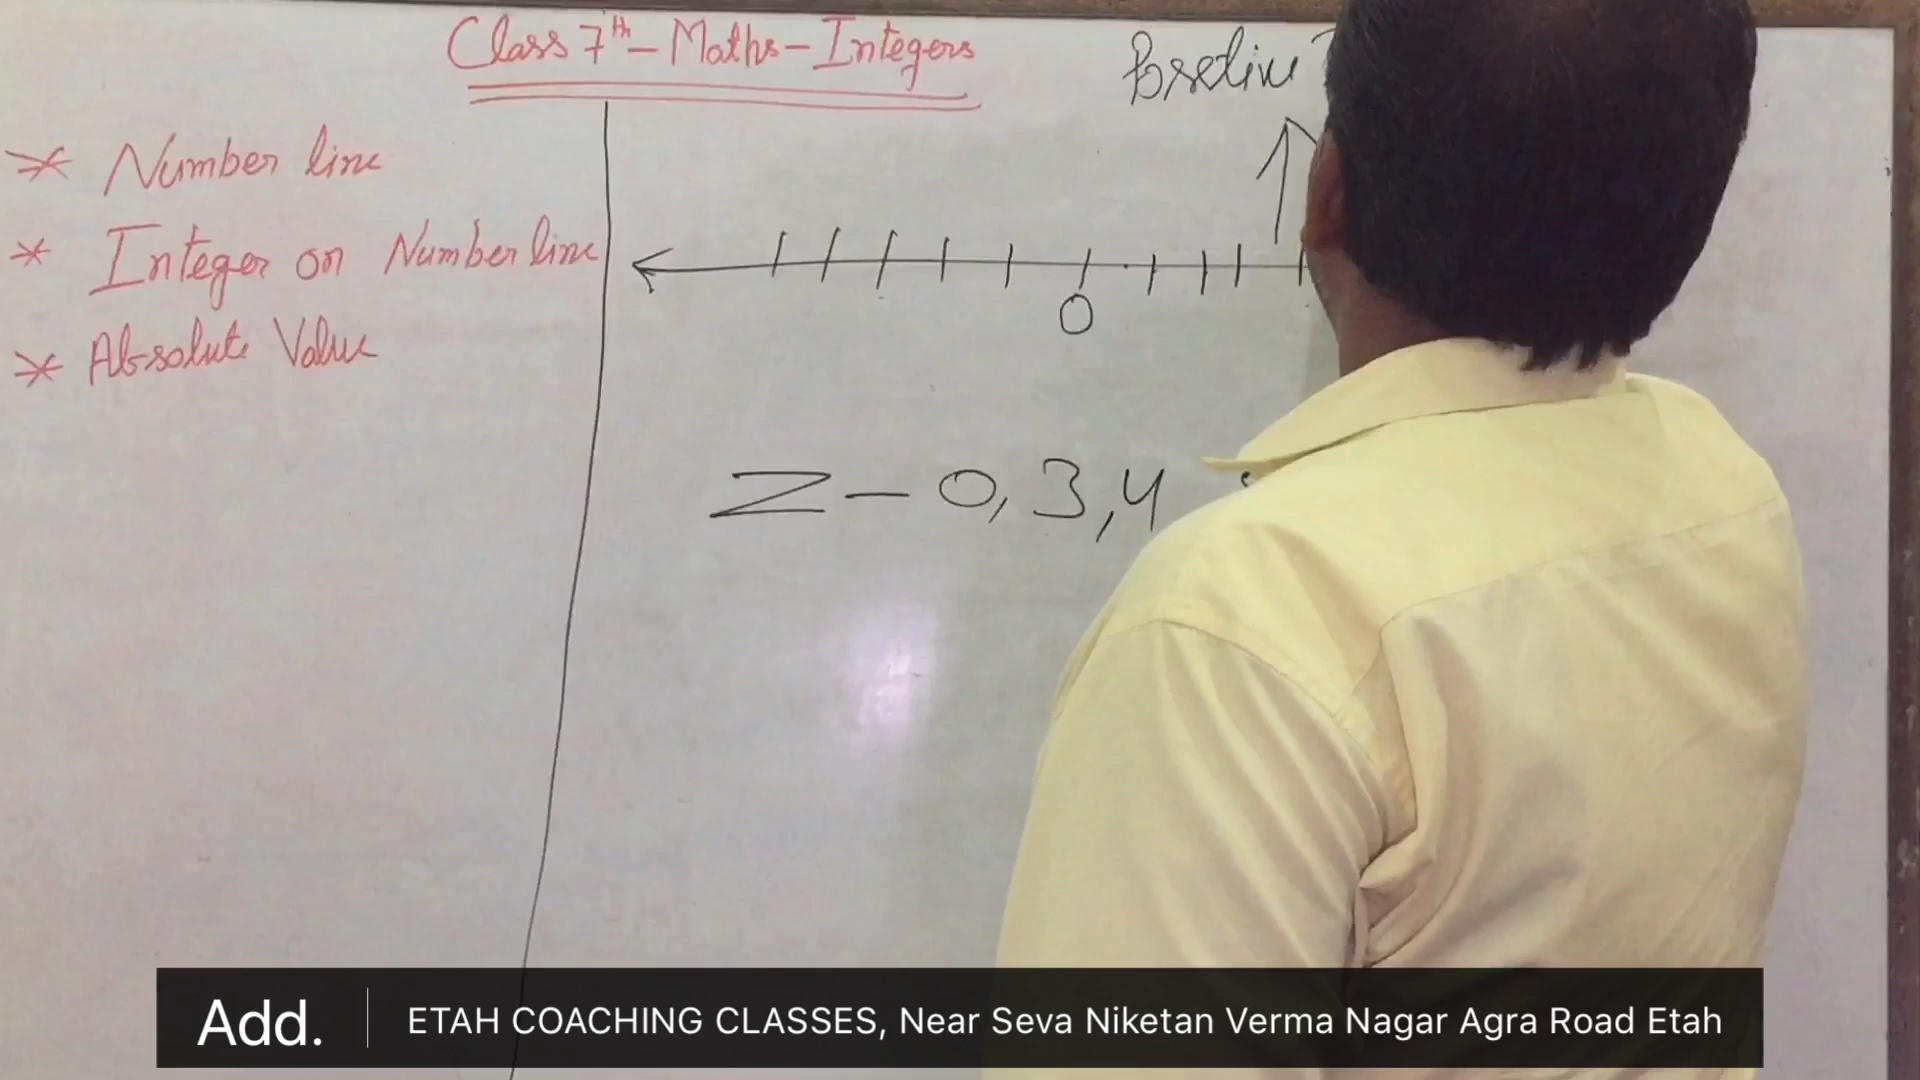 Class 7th - Maths - Integers
* Number line
* Integer on Number line
* Absolute Value
0
Z - 0, 3, 4
Add.
ETAH COACHING CLASSES, Near Seva Niketan Verma Nagar Agra Road Etah